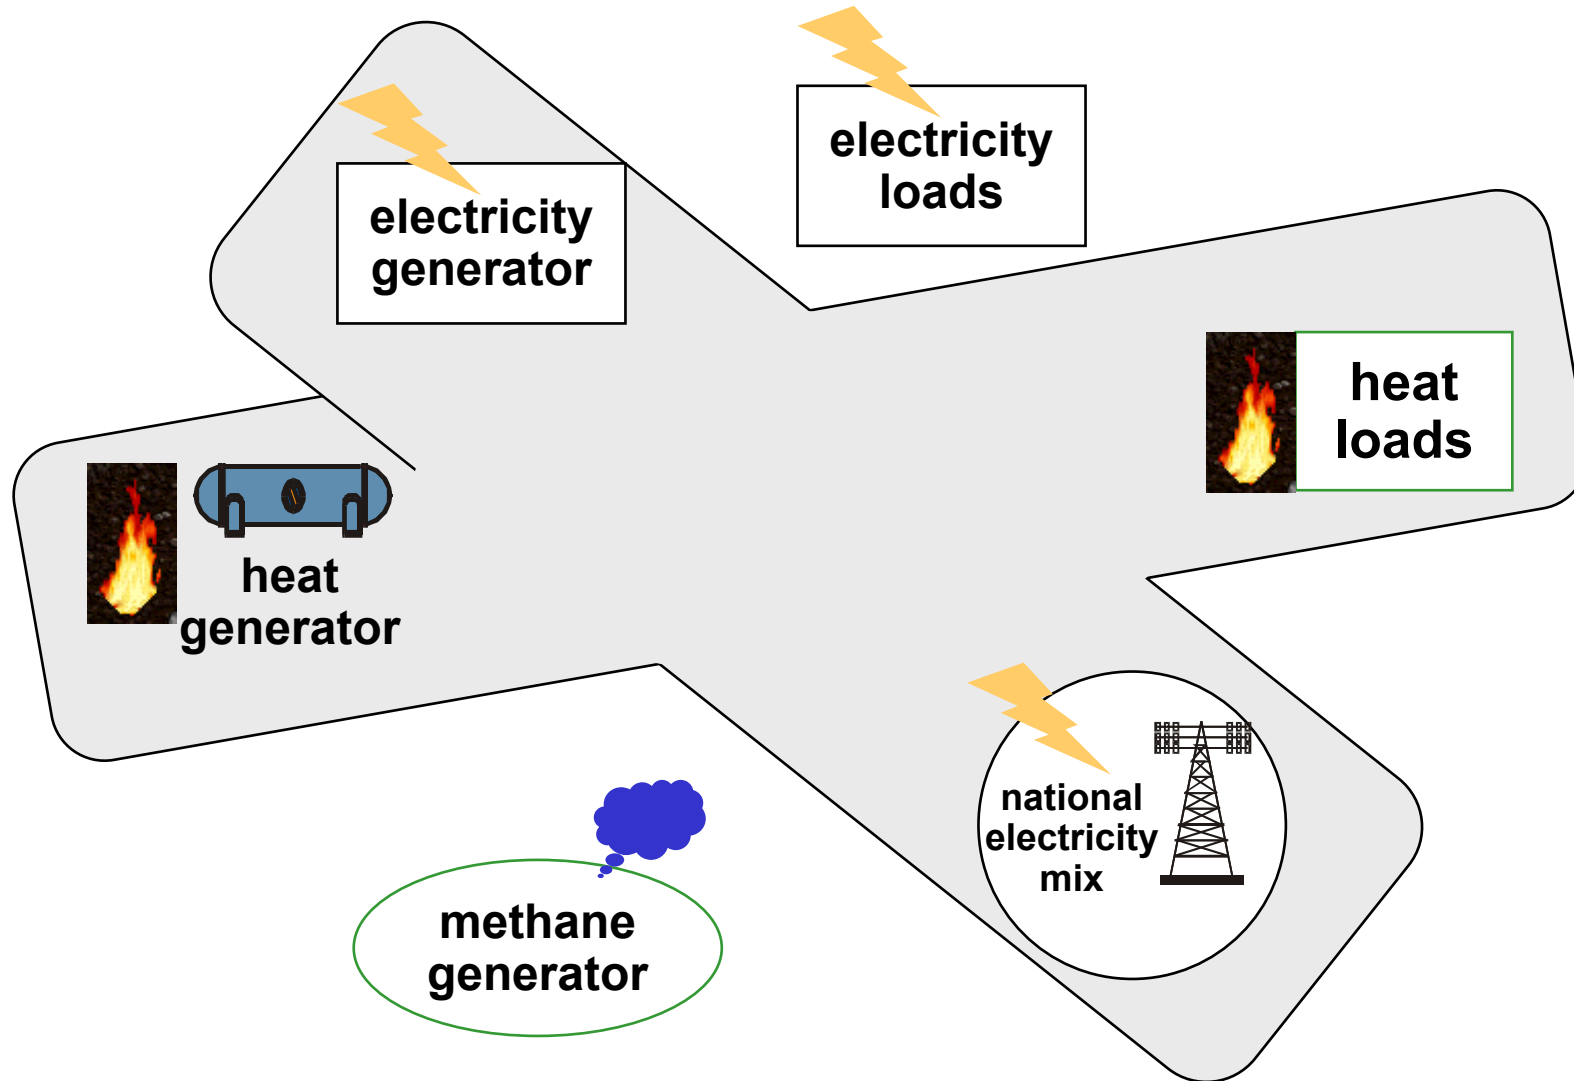 electricity
loads
electricity
generator
heat
loads
heat
generator
national
electricity
mix
methane
generator